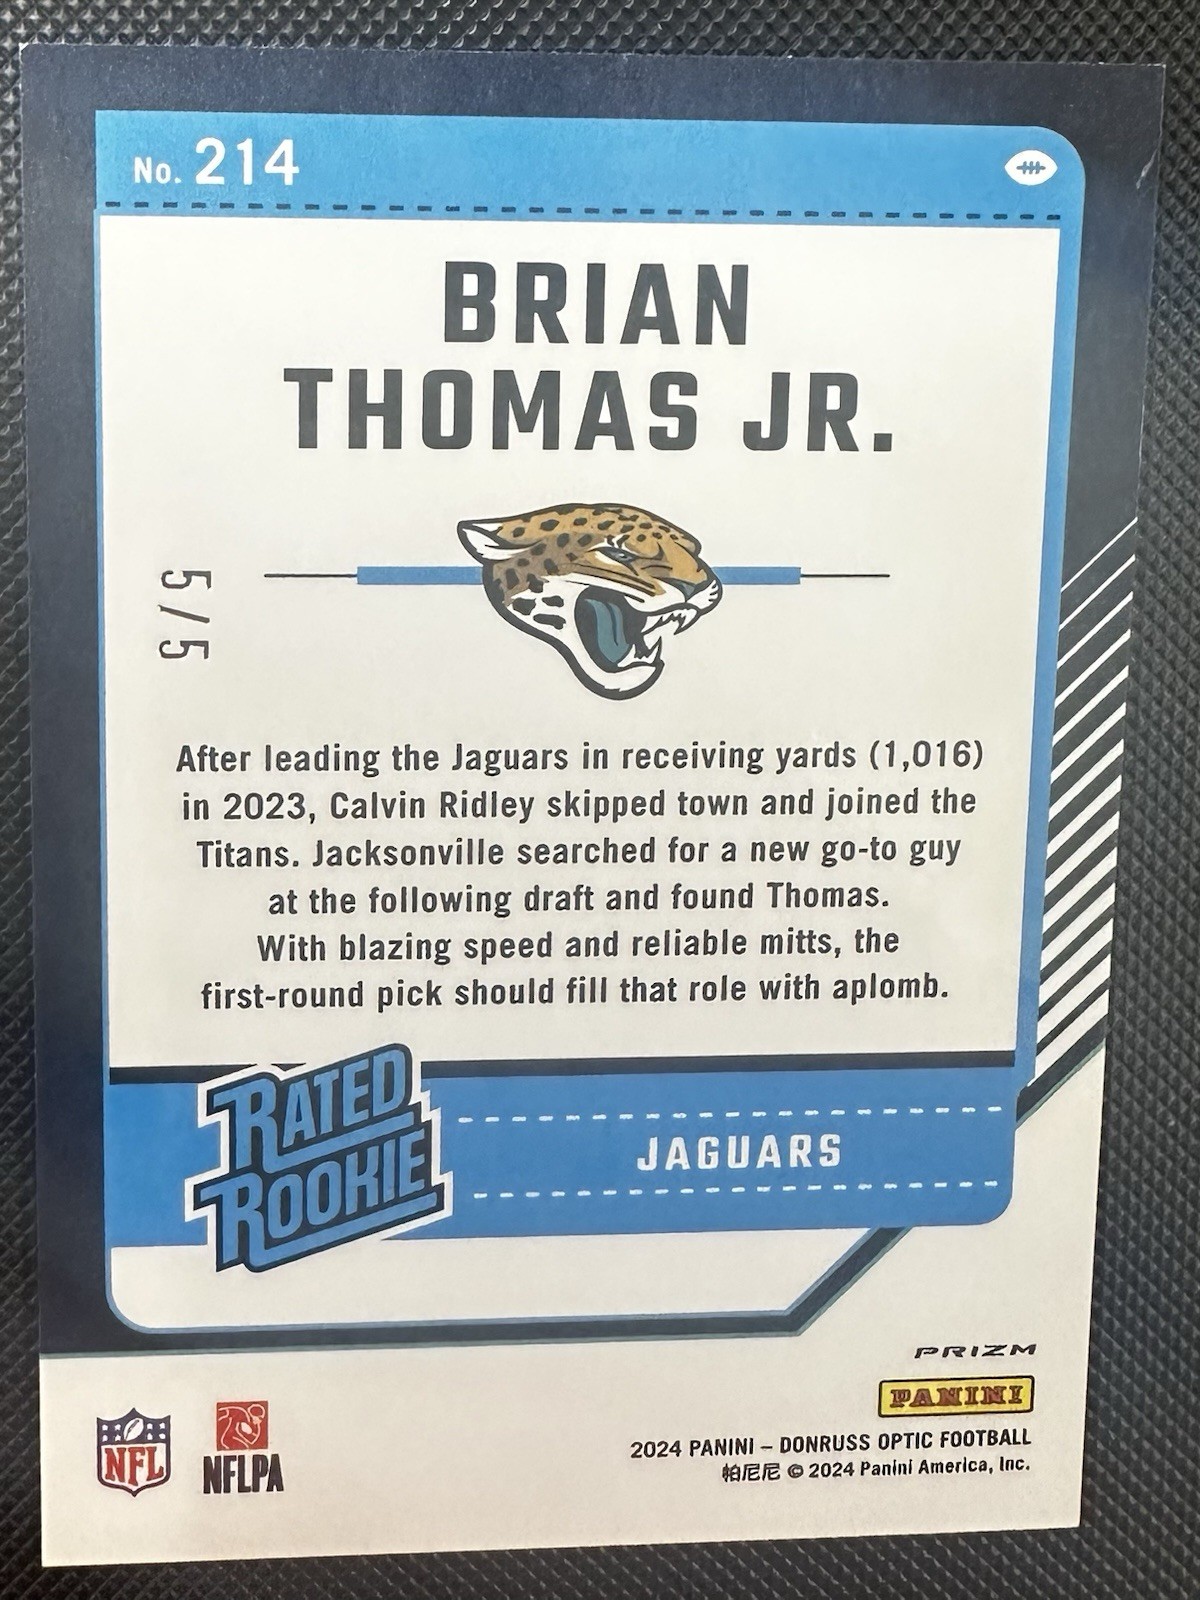 No. 214
BRIAN
THOMAS JR.
5/5
After leading the Jaguars in receiving yards (1,016)
in 2023, Calvin Ridley skipped town and joined the
Titans. Jacksonville searched for a new go-to guy
at the following draft and found Thomas.
With blazing speed and reliable mitts, the
first-round pick should fill that role with aplomb.
RATED
ROOKIE
JAGUARS
PRIZM
PANINI
NFL
NFLPA
2024 PANINI – DONRUSS OPTIC FOOTBALL
帕尼尼 © 2024 Panini America, Inc.